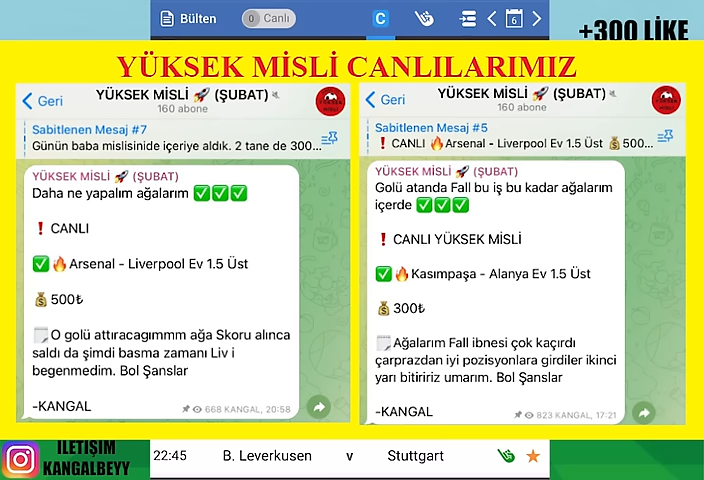 Bülten
0 Canlı
C
6
+300 LİKE
YÜKSEK MİSLİ CANLILARIMIZ
Geri
YÜKSEK MİSLİ 🚀 (ŞUBAT)
160 abone
Sabitlenen Mesaj #7
Günün baba mislisinide içeriye aldık. 2 tane de 300...
YÜKSEK MİSLİ 🚀 (ŞUBAT)
Daha ne yapalım ağalarım ✅✅✅
❗ CANLI
✅🔥Arsenal - Liverpool Ev 1.5 Üst
💰500₺
🗒️O golü attıracagımmm ağa Skoru alınca
saldı da şimdi basma zamanı Liv i
begenmedim. Bol Şanslar
-KANGAL
668 KANGAL, 20:58
Geri
YÜKSEK MİSLİ 🚀 (ŞUBAT)
160 abone
Sabitlenen Mesaj #5
❗ CANLI 🔥Arsenal - Liverpool Ev 1.5 Üst 💰500...
YÜKSEK MİSLİ 🚀 (ŞUBAT)
Golü atanda Fall bu iş bu kadar ağalarım
içerde ✅✅✅
❗ CANLI YÜKSEK MİSLİ
✅🔥Kasımpaşa - Alanya Ev 1.5 Üst
💰300₺
🗒️Ağalarım Fall ibnesi çok kaçırdı
çarprazdan iyi pozisyonlara girdiler ikinci
yarı bitiririz umarım. Bol Şanslar
-KANGAL
823 KANGAL, 17:21
İLETİŞİM
KANGALBEYY
22:45 B. Leverkusen v Stuttgart